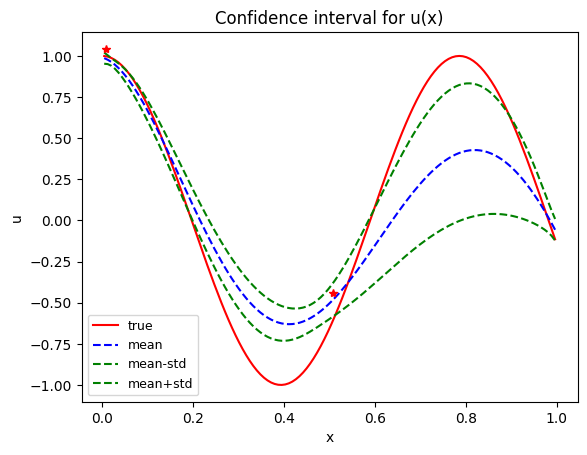 Confidence interval for u(x)
1.00
0.75
0.50
0.25
0.00
−0.25
−0.50
−0.75
−1.00
u
true
mean
mean-std
mean+std
0.0 0.2 0.4 0.6 0.8 1.0
x